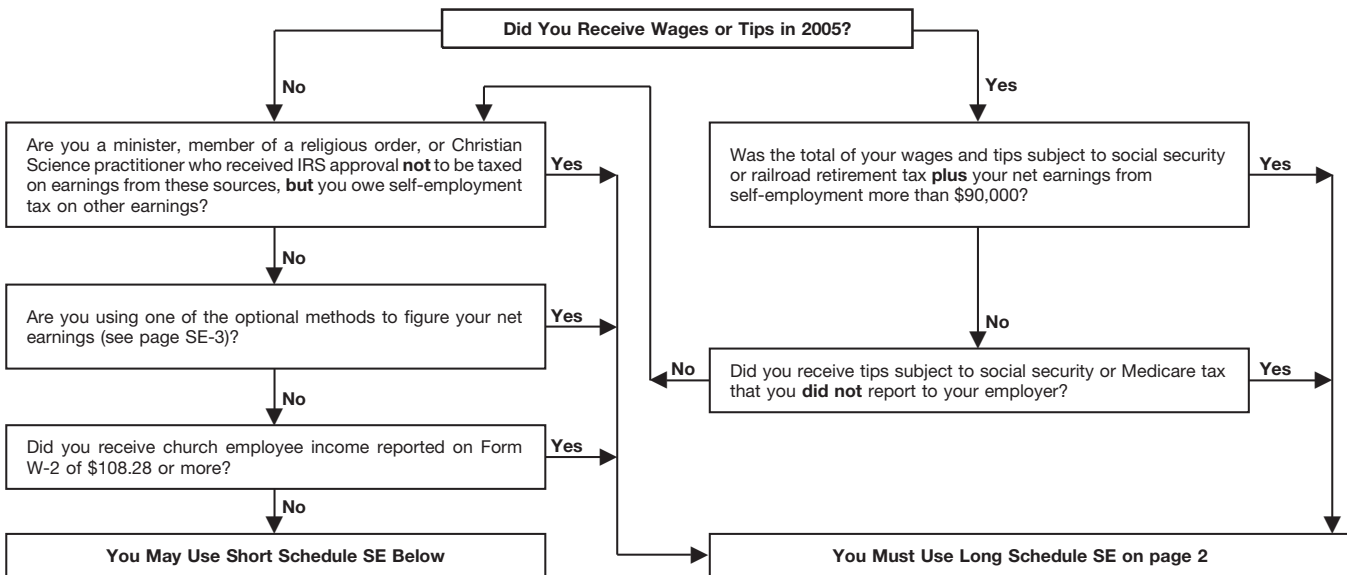 Did You Receive Wages or Tips in 2005?
No
Yes
Are you a minister, member of a religious order, or Christian
Science practitioner who received IRS approval not to be taxed
on earnings from these sources, but you owe self-employment
tax on other earnings?
Yes
Was the total of your wages and tips subject to social security
or railroad retirement tax plus your net earnings from
self-employment more than $90,000?
Yes
No
Are you using one of the optional methods to figure your net
earnings (see page SE-3)?
Yes
No
No
Did you receive tips subject to social security or Medicare tax
that you did not report to your employer?
Yes
No
Did you receive church employee income reported on Form
W-2 of $108.28 or more?
Yes
No
You May Use Short Schedule SE Below
You Must Use Long Schedule SE on page 2